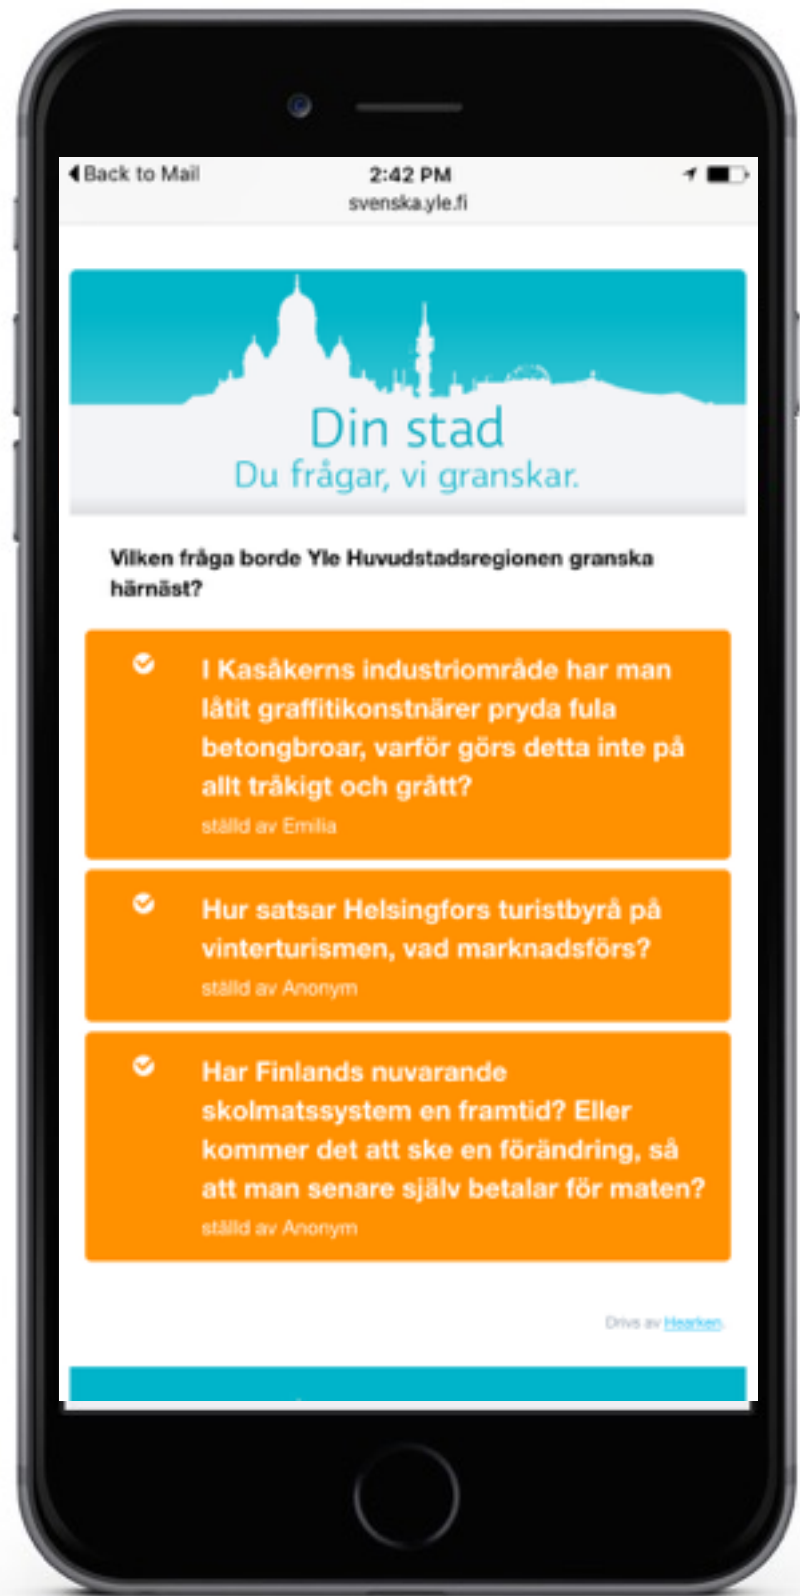 Back to Mail
2:42 PM
svenska.yle.fi
Din stad
Du frågar, vi granskar.
Vilken fråga borde Yle Huvudstadsregionen granska
härnäst?
I Kasåkerns industriområde har man
låtit graffitikonstnärer pryda fula
betongbroar, varför görs detta inte på
allt tråkigt och grått?
ställd av Emilia
Hur satsar Helsingfors turistbyrå på
vinterturismen, vad marknadsförs?
ställd av Anonym
Har Finlands nuvarande
skolmatssystem en framtid? Eller
kommer det att ske en förändring, så
att man senare själv betalar för maten?
ställd av Anonym
Drivs av Hearken.